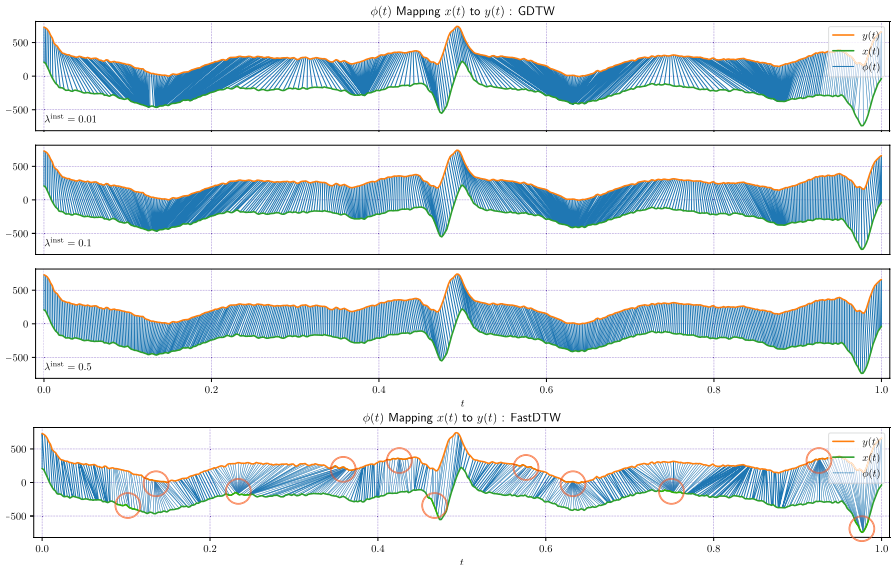 ϕ(t) Mapping x(t) to y(t) : GDTW
500
0
−500
λ^inst = 0.01
y(t)
x(t)
ϕ(t)
500
0
−500
λ^inst = 0.1
500
0
−500
λ^inst = 0.5
0.0 0.2 0.4 0.6 0.8 1.0
t
ϕ(t) Mapping x(t) to y(t) : FastDTW
500
0
−500
y(t)
x(t)
ϕ(t)
0.0 0.2 0.4 0.6 0.8 1.0
t